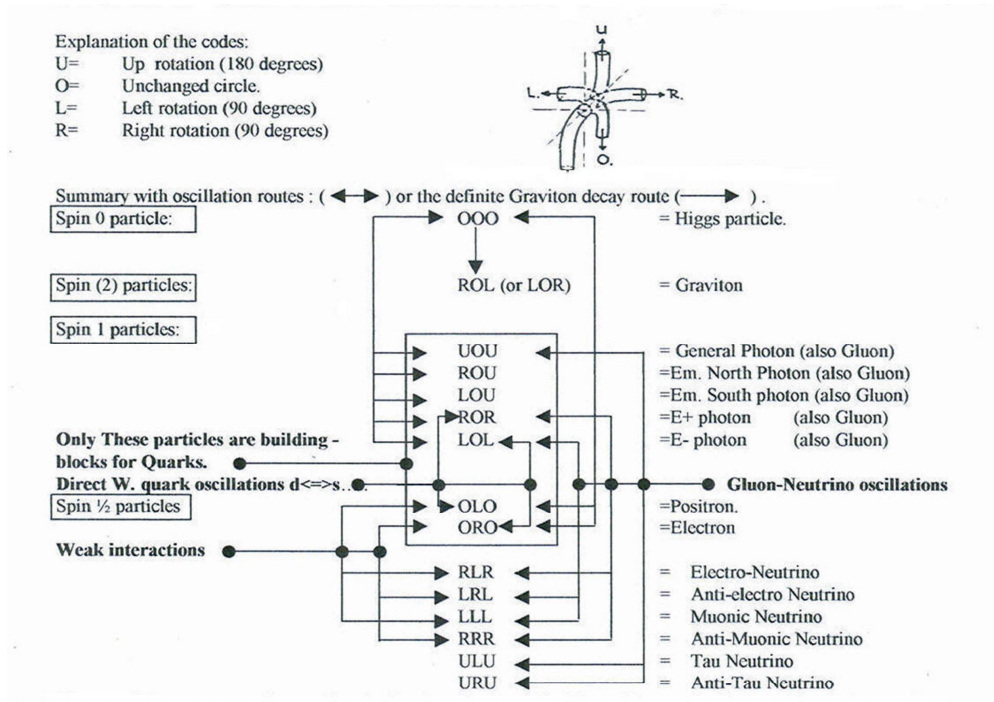 U
Explanation of the codes:
U= Up rotation (180 degrees)
O= Unchanged circle.
L= Left rotation (90 degrees)
R= Right rotation (90 degrees)
L. R.
O.
Summary with oscillation routes : ( ) or the definite Graviton decay route ( ) .
Spin 0 particle: OOO = Higgs particle.
Spin (2) particles: ROL (or LOR) = Graviton
Spin 1 particles:
UOU = General Photon (also Gluon)
ROU =Em. North Photon (also Gluon)
LOU =Em. South photon (also Gluon)
ROR =E+ photon (also Gluon)
Only These particles are building - LOL =E- photon (also Gluon)
blocks for Quarks.
Direct W. quark oscillations d<=>s.... Gluon-Neutrino oscillations
Spin ½ particles OLO =Positron.
ORO =Electron
Weak interactions
RLR = Electro-Neutrino
LRL = Anti-electro Neutrino
LLL = Muonic Neutrino
RRR = Anti-Muonic Neutrino
ULU = Tau Neutrino
URU = Anti-Tau Neutrino